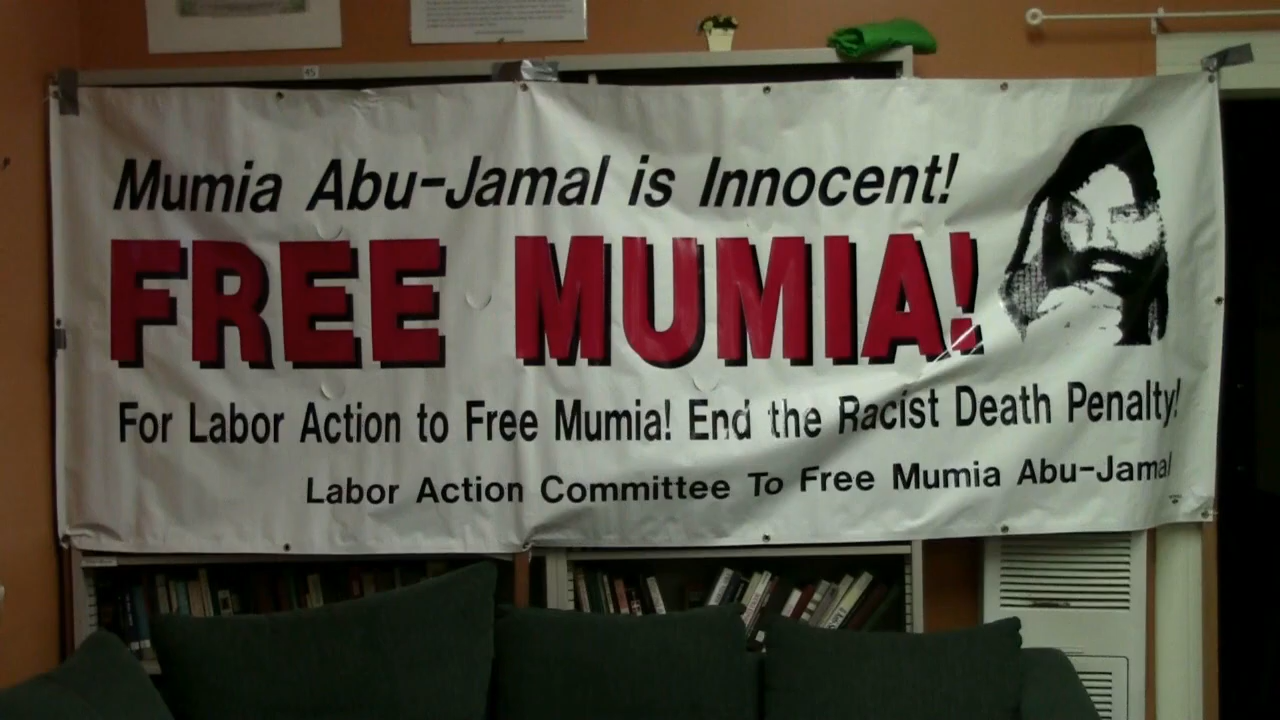 45
Mumia Abu-Jamal is Innocent!
FREE MUMIA!
For Labor Action to Free Mumia! End the Racist Death Penalty!
Labor Action Committee To Free Mumia Abu-Jamal